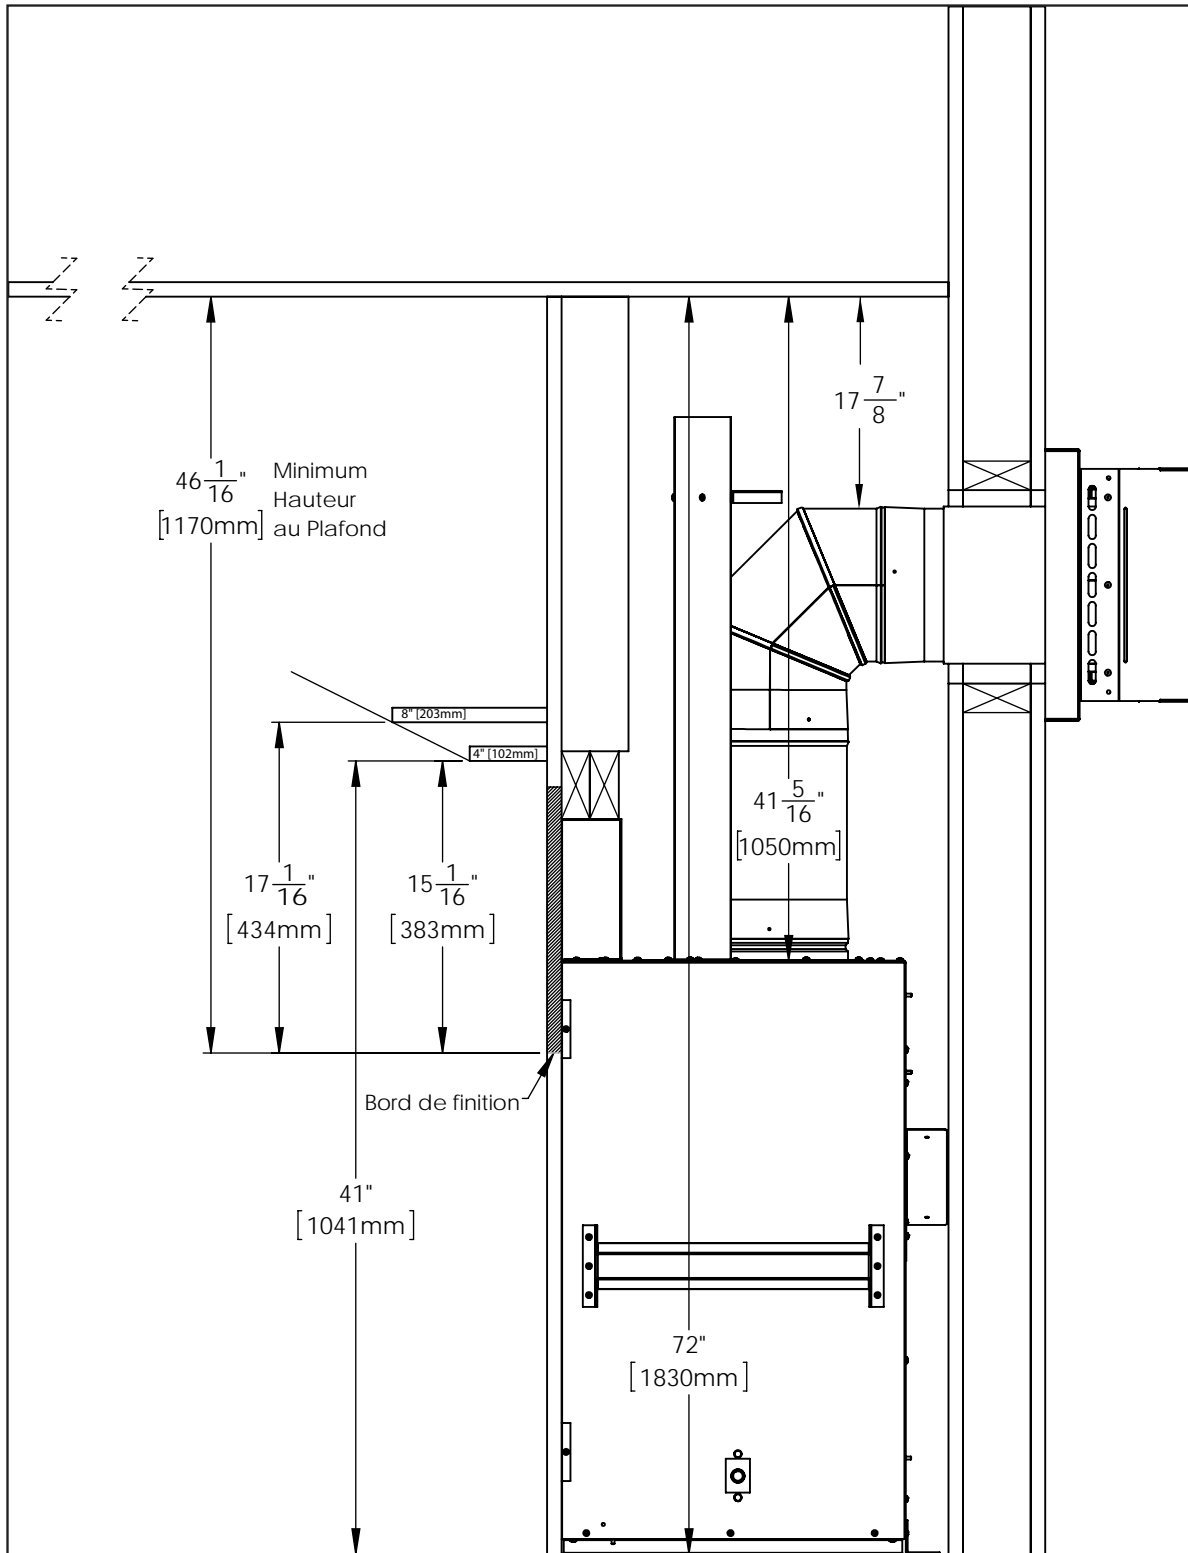 17 7/8"
46 1/16"
[1170mm]
Minimum
Hauteur
au Plafond
8" [203mm]
4" [102mm]
41 5/16"
[1050mm]
17 1/16"
[434mm]
15 1/16"
[383mm]
Bord de finition
41"
[1041mm]
72"
[1830mm]